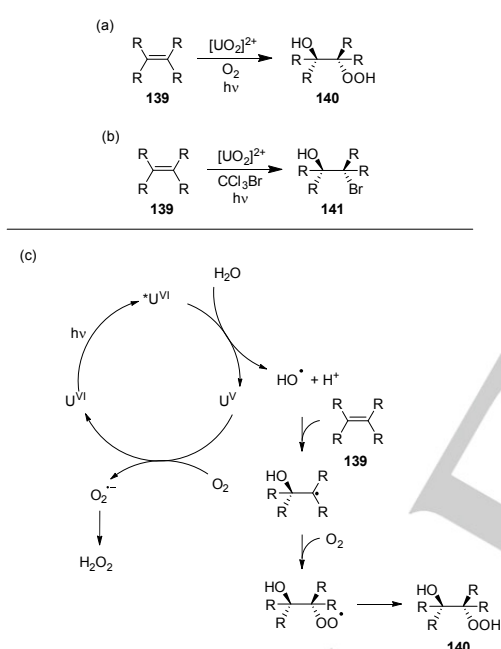 (a)
R R [UO2]2+ HO R
R R O2 R R
hν R OOH
139 140
(b)
R R [UO2]2+ HO R
R R CCl3Br R R
hν R Br
139 141
(c)
H2O
*UVI
hν
HO• + H+
UVI UV
R R
R R
139
HO R
R •
R R
O2•− O2
O2
H2O2
HO R HO R
R R R R
R OO• R OOH
140